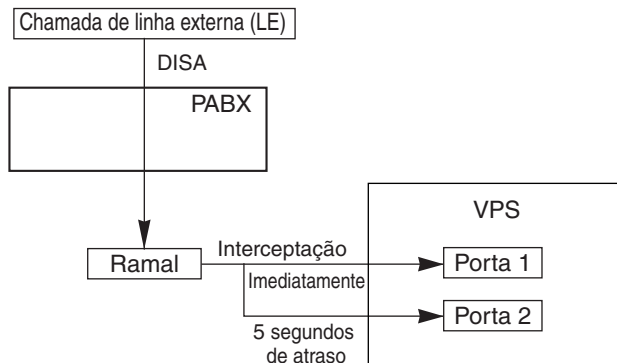 Chamada de linha externa (LE)
DISA
PABX
VPS
Ramal
Interceptação
Imediatamente
Porta 1
Porta 2
5 segundos
de atraso